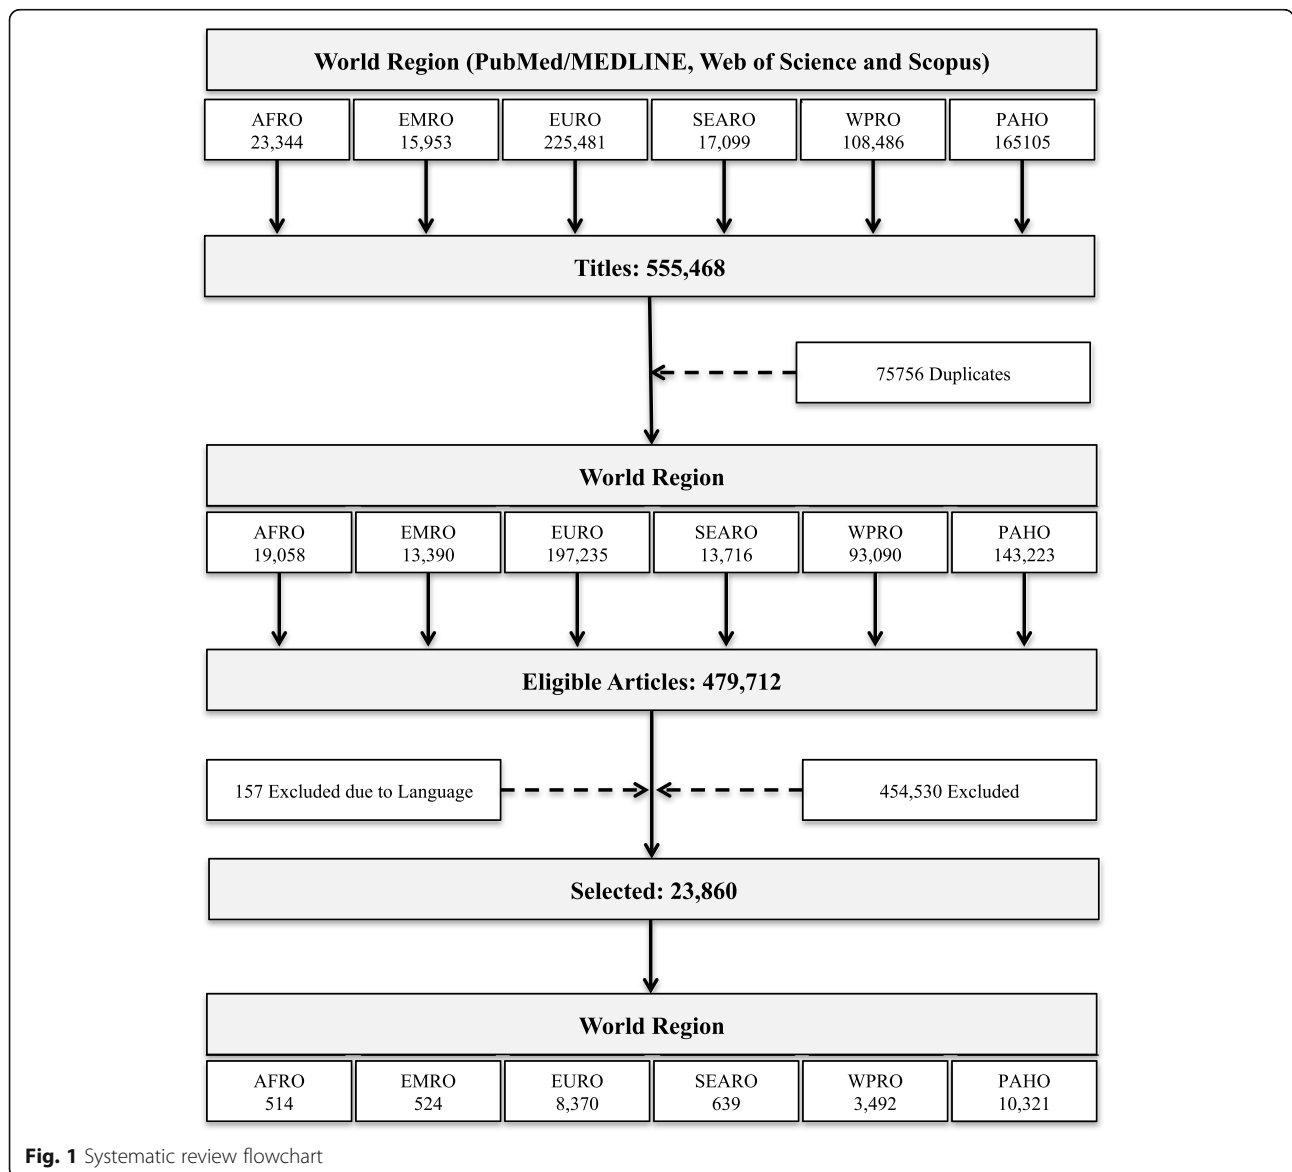 World Region (PubMed/MEDLINE, Web of Science and Scopus)
AFRO
23,344
EMRO
15,953
EURO
225,481
SEARO
17,099
WPRO
108,486
PAHO
165105
Titles: 555,468
75756 Duplicates
World Region
AFRO
19,058
EMRO
13,390
EURO
197,235
SEARO
13,716
WPRO
93,090
PAHO
143,223
Eligible Articles: 479,712
157 Excluded due to Language
454,530 Excluded
Selected: 23,860
World Region
AFRO
514
EMRO
524
EURO
8,370
SEARO
639
WPRO
3,492
PAHO
10,321
Fig. 1 Systematic review flowchart